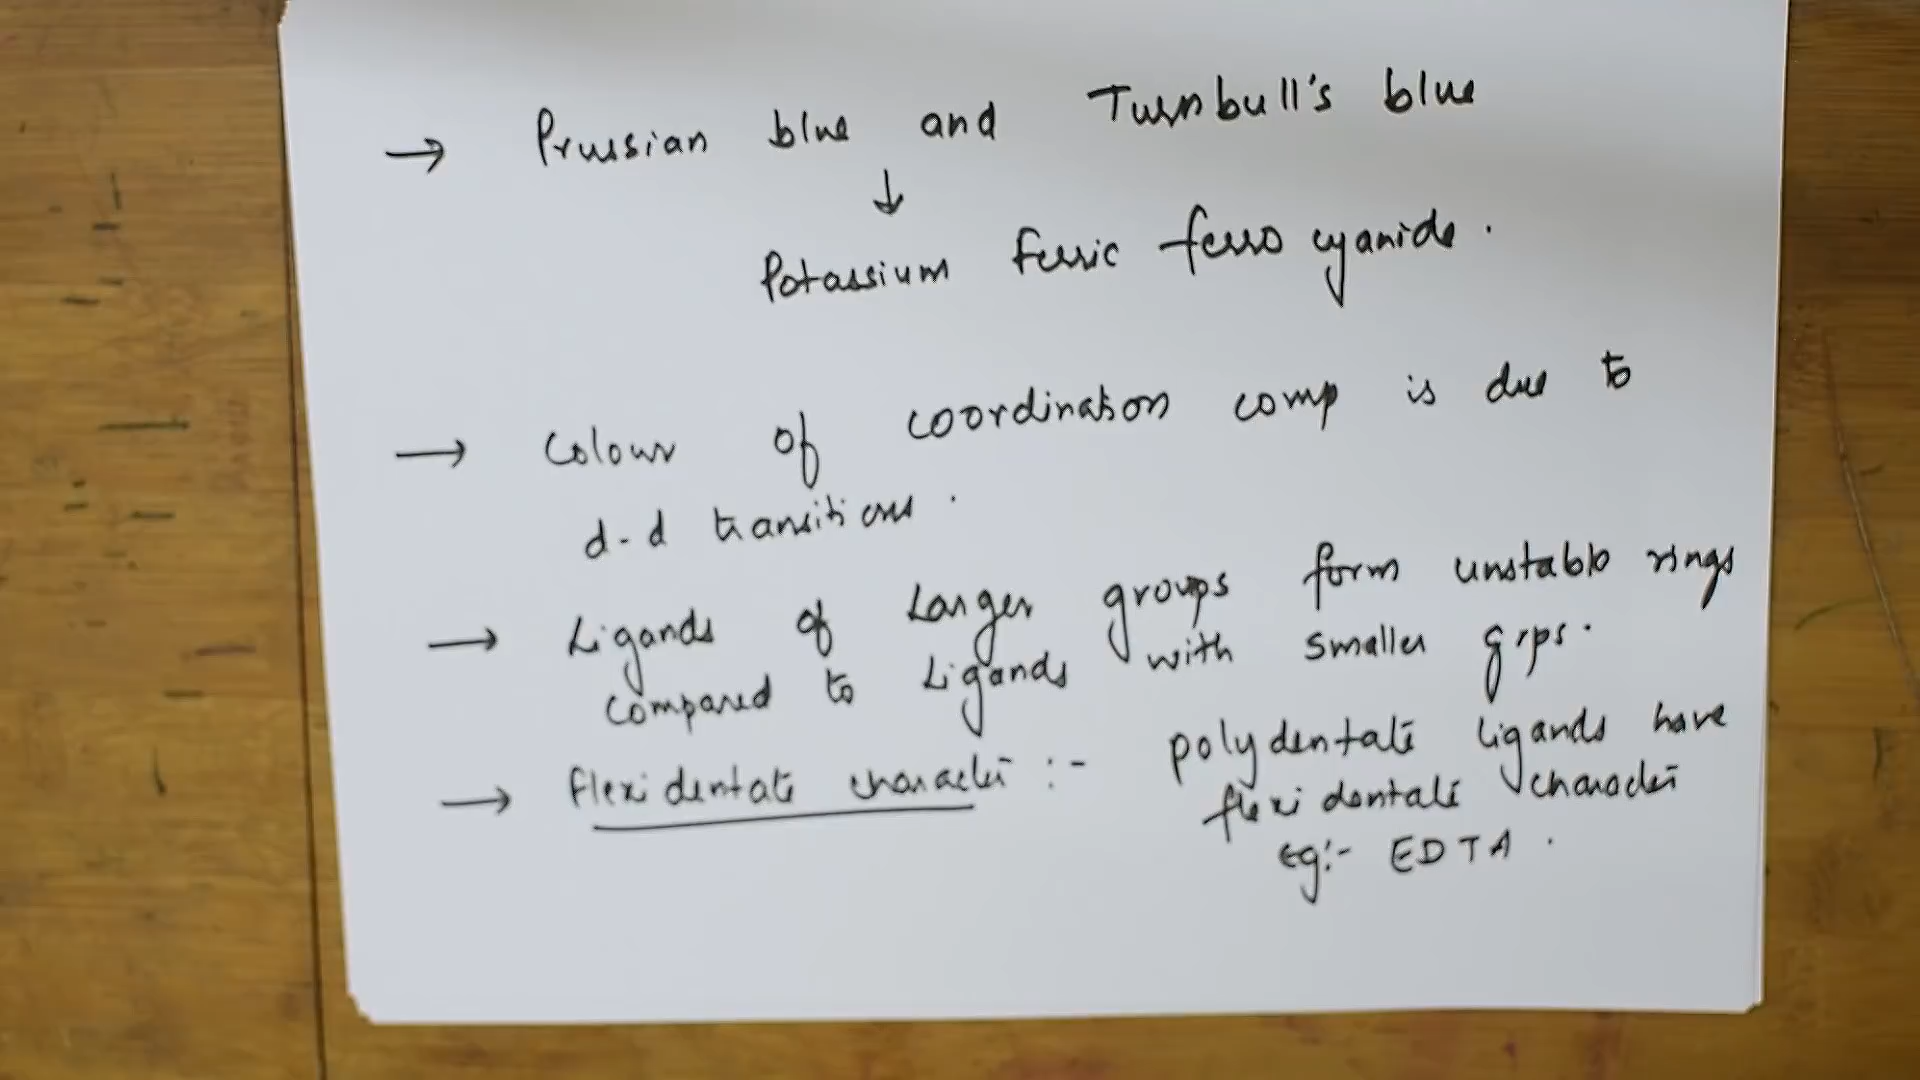 → Prussian blue and Turnbull's blue
↓
Potassium ferric ferro cyanide.
→ Colour of coordination comp is due to
d-d transitions.
→ Ligands of Larger groups form unstable rings
compared to Ligands with smaller grps.
→ flexidentate character :- polydentate ligands have
flexidentate character
eg:- EDTA.